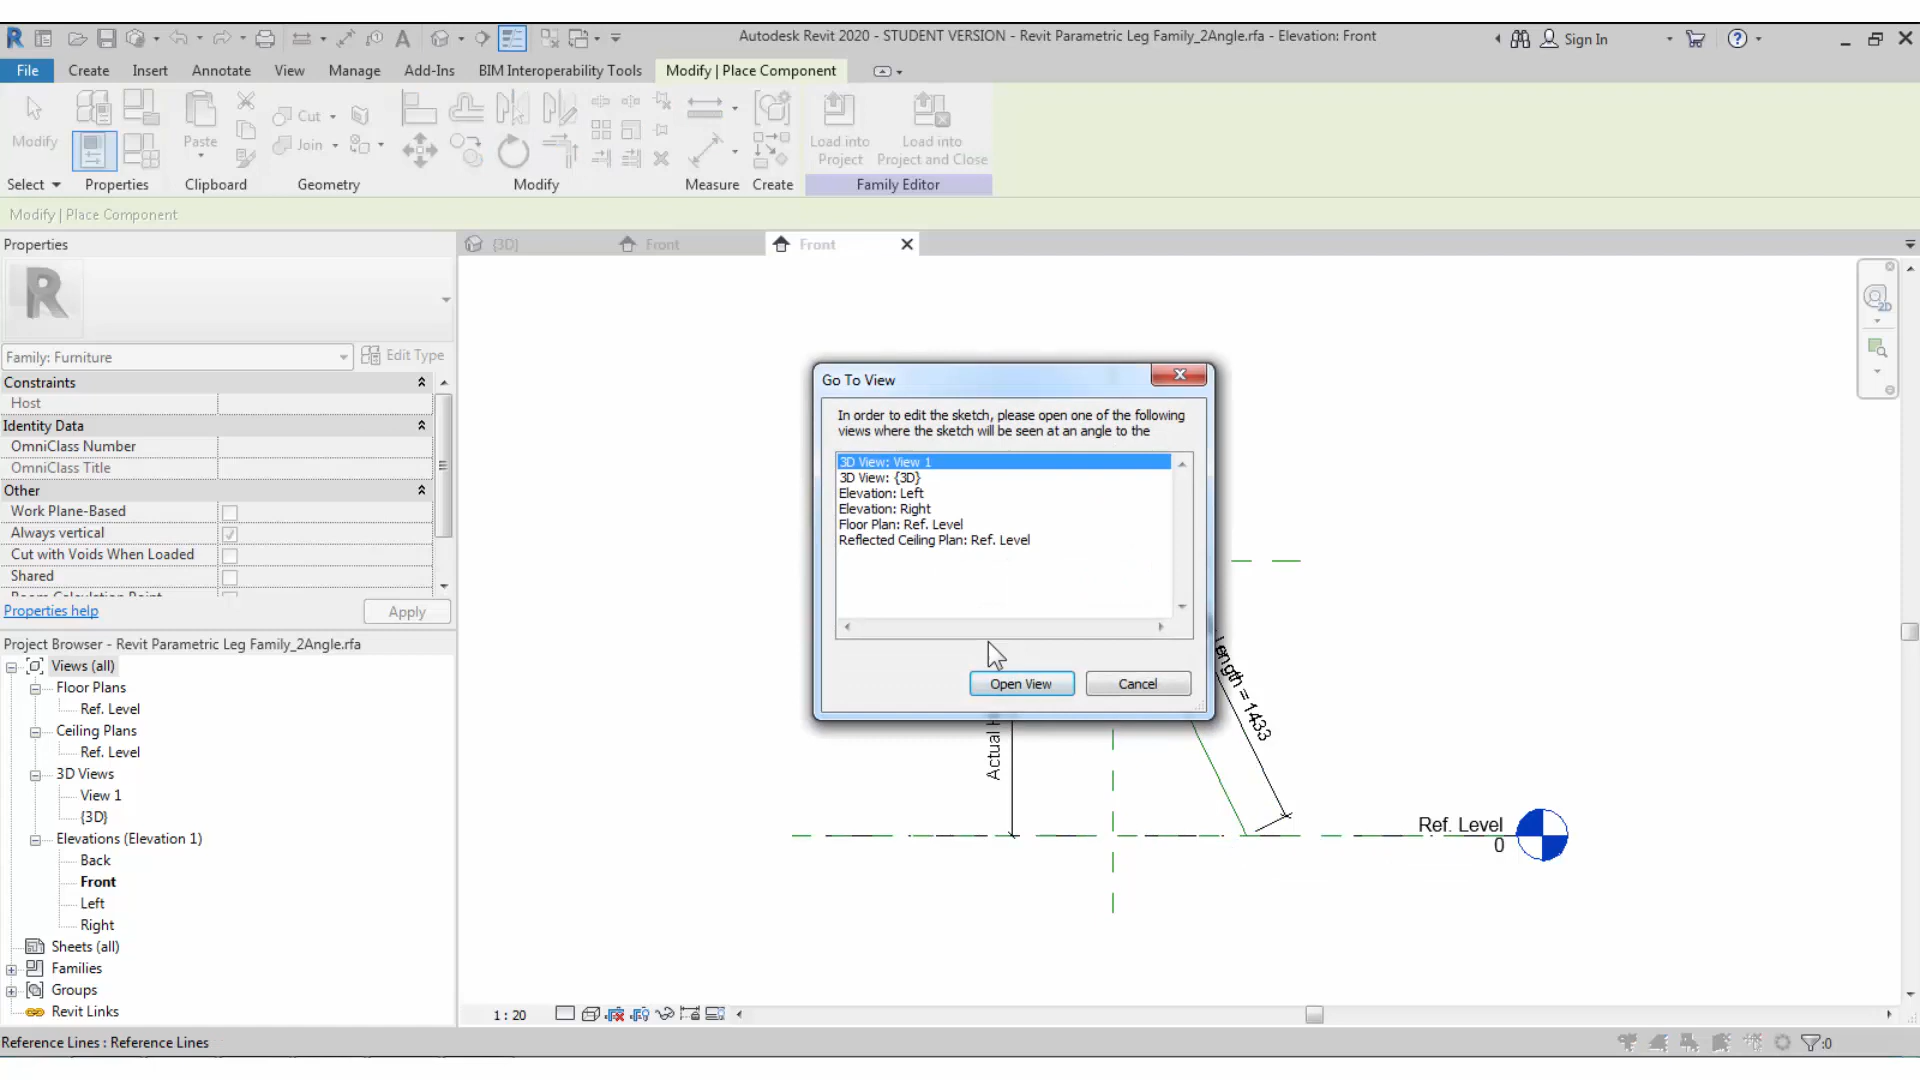 Autodesk Revit 2020 - STUDENT VERSION - Revit Parametric Leg Family_2Angle.rfa - Elevation: Front
Sign In
File Create Insert Annotate View Manage Add-Ins BIM Interoperability Tools Modify | Place Component
Modify
Paste
Cut
Join
Load into
Project
Load into
Project and Close
Select Properties Clipboard Geometry Modify Measure Create Family Editor
Modify | Place Component
Properties
{3D} Front Front
R
Family: Furniture
Edit Type
Constraints
Host
Identity Data
OmniClass Number
OmniClass Title
Other
Work Plane-Based
Always vertical
Cut with Voids When Loaded
Shared
Room Calculation Point
Properties help
Apply
Project Browser - Revit Parametric Leg Family_2Angle.rfa
Views (all)
Floor Plans
Ref. Level
Ceiling Plans
Ref. Level
3D Views
View 1
{3D}
Elevations (Elevation 1)
Back
Front
Left
Right
Sheets (all)
Families
Groups
Revit Links
Go To View
In order to edit the sketch, please open one of the following
views where the sketch will be seen at an angle to the
3D View: View 1
3D View: {3D}
Elevation: Left
Elevation: Right
Floor Plan: Ref. Level
Reflected Ceiling Plan: Ref. Level
Open View
Cancel
2D
Length = 1433
Actual
Ref. Level
0
1 : 20
Reference Lines : Reference Lines
:0